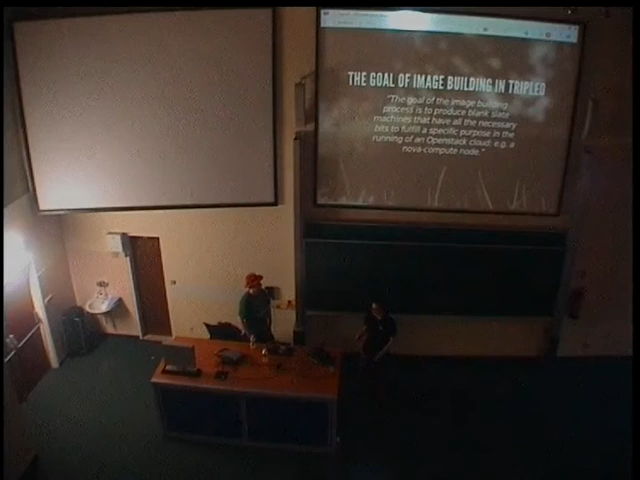 THE GOAL OF IMAGE BUILDING IN TRIPLEO
"The goal of the image building
process is to produce blank slate
machines that have all the necessary
bits to fulfill a specific purpose in the
running of an Openstack cloud: e.g. a
nova-compute node."